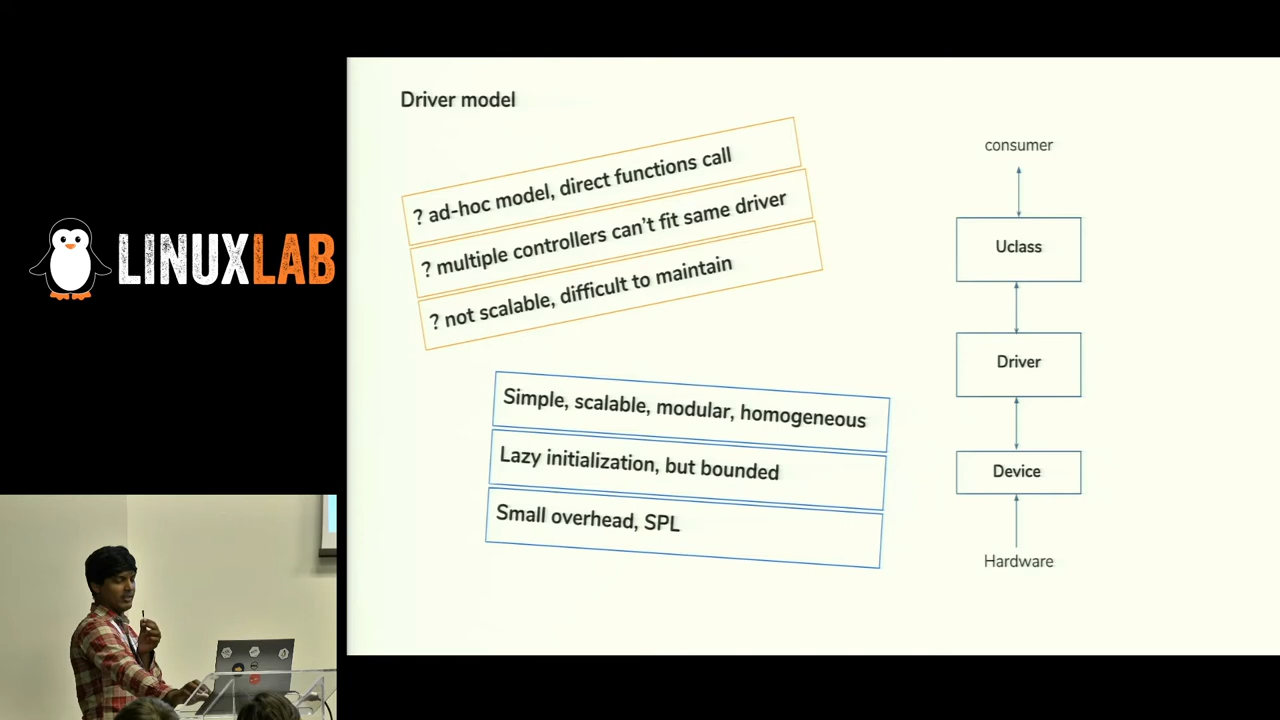 LINUXLAB
Driver model
? ad-hoc model, direct functions call
? multiple controllers can't fit same driver
? not scalable, difficult to maintain
Simple, scalable, modular, homogeneous
Lazy initialization, but bounded
Small overhead, SPL
consumer
Uclass
Driver
Device
Hardware